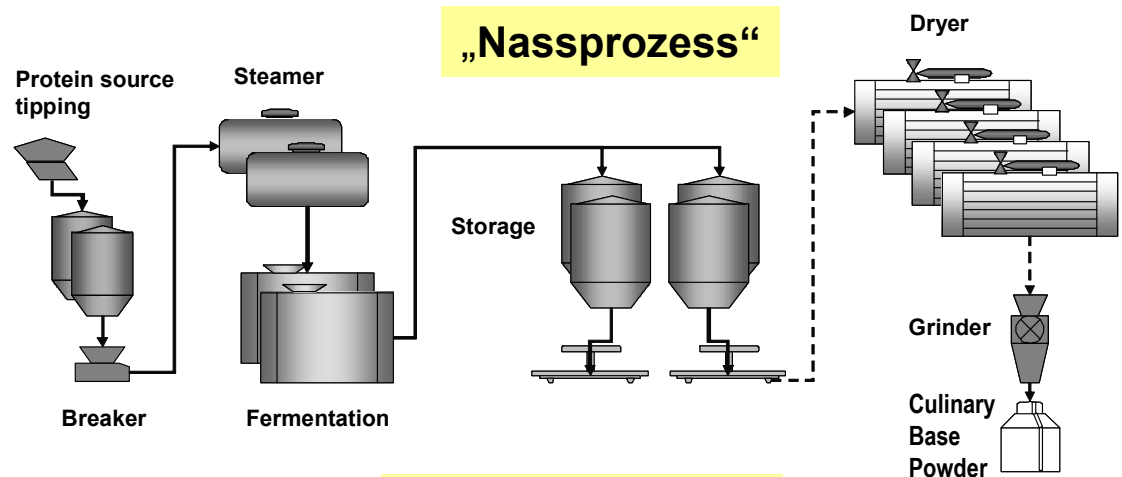 „Nassprozess“
Protein source
tipping
Steamer
Dryer
Storage
Breaker
Fermentation
Grinder
Culinary
Base
Powder